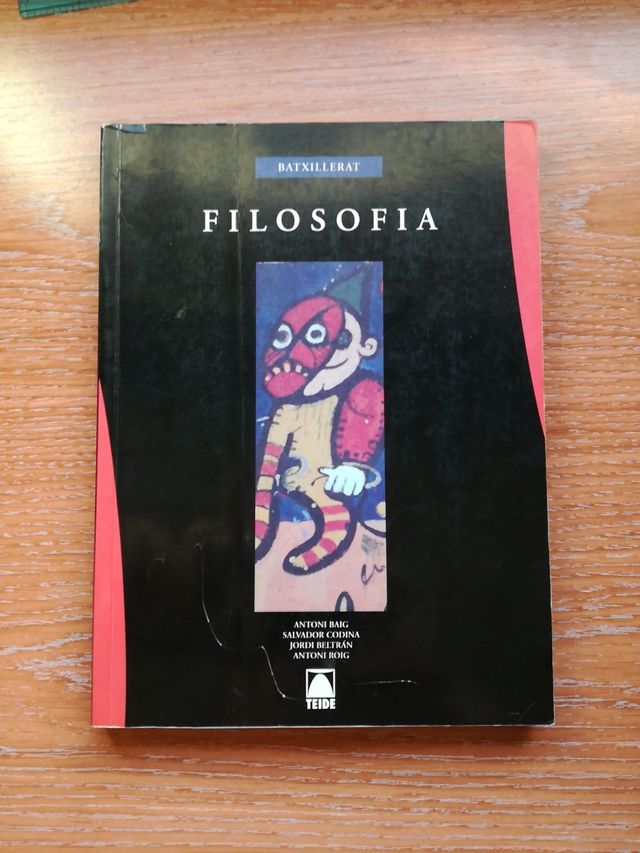 BATXILLERAT
FILOSOFIA
ANTONI BAIG
SALVADOR CODINA
JORDI BELTRÁN
ANTONI ROIG
TEIDE